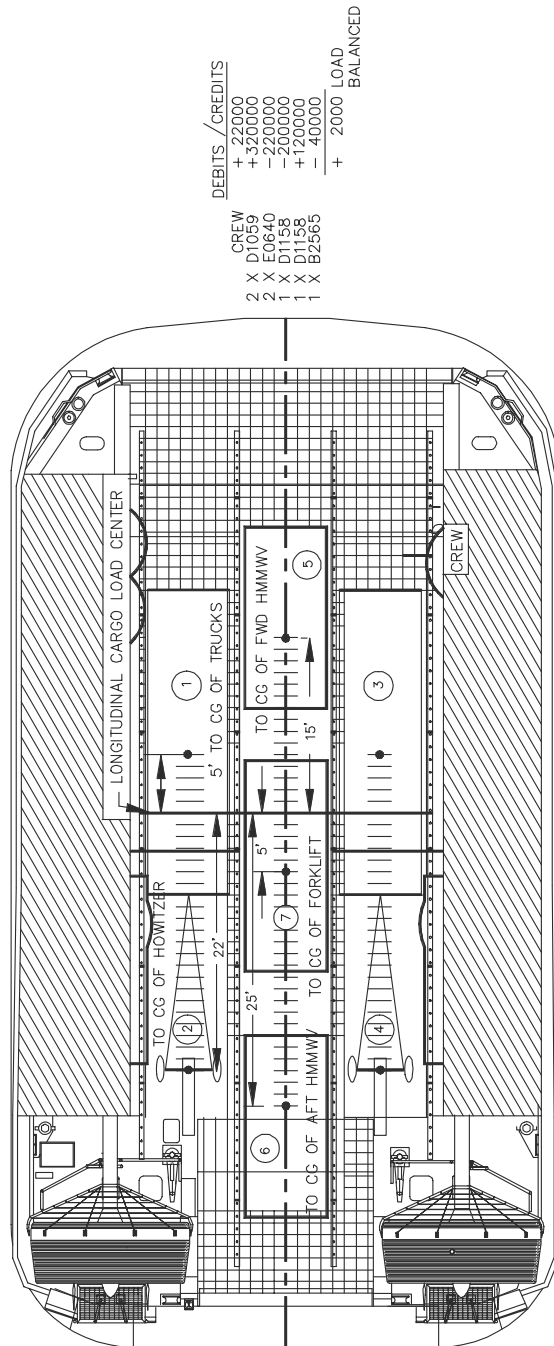 DEBITS / CREDITS
CREW + 22000
2 X D1059 +320000
2 X E0640 -220000
1 X D1158 -200000
1 X D1158 +120000
1 X B2565 - 40000
+ 2000 LOAD
BALANCED
LONGITUDINAL CARGO LOAD CENTER
1
5' TO CG OF TRUCKS
TO CG OF HOWITZER
2
22'
5
TO CG OF FWD HMMWV
15'
5'
7
TO CG OF FORKLIFT
25'
6
TO CG OF AFT HMMWV
CREW
3
4